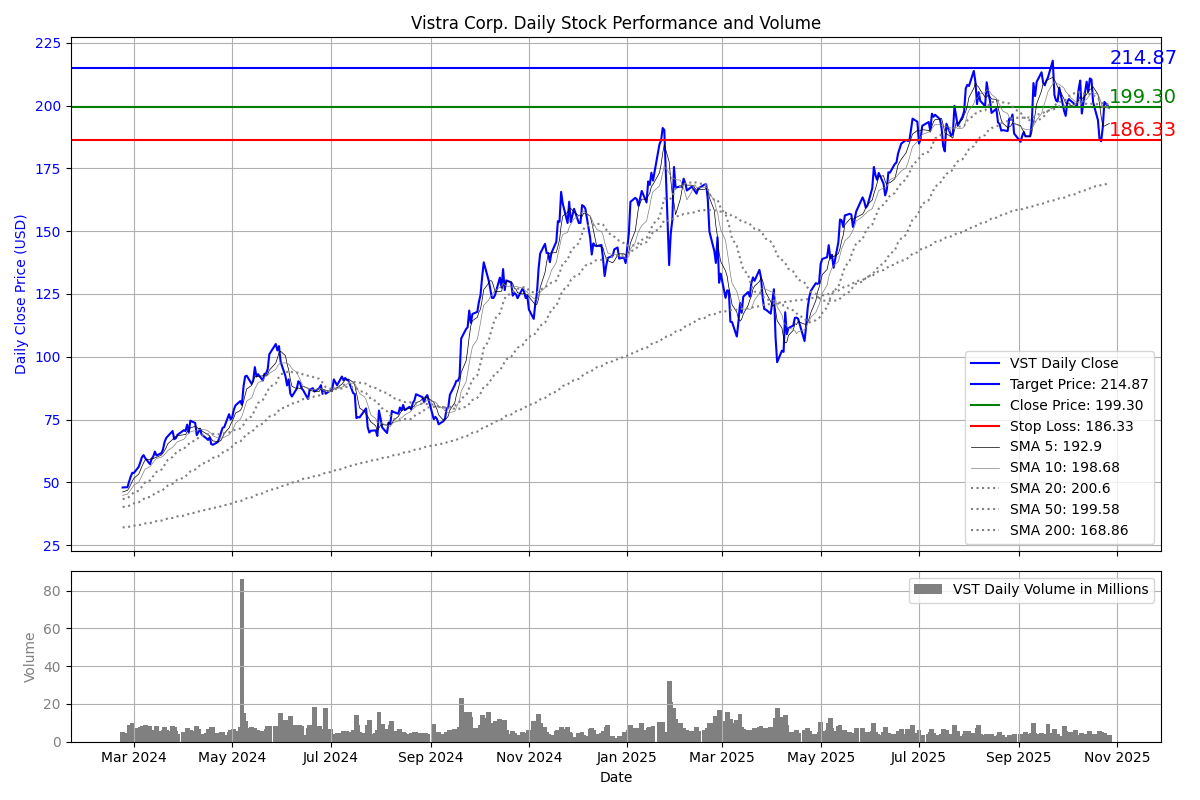 Vistra Corp. Daily Stock Performance and Volume
Daily Close Price (USD)
225
200
175
150
125
100
75
50
25
214.87
199.30
186.33
VST Daily Close
Target Price: 214.87
Close Price: 199.30
Stop Loss: 186.33
SMA 5: 192.9
SMA 10: 198.68
SMA 20: 200.6
SMA 50: 199.58
SMA 200: 168.86
Volume
80
60
40
20
0
VST Daily Volume in Millions
Mar 2024 May 2024 Jul 2024 Sep 2024 Nov 2024 Jan 2025 Mar 2025 May 2025 Jul 2025 Sep 2025 Nov 2025
Date